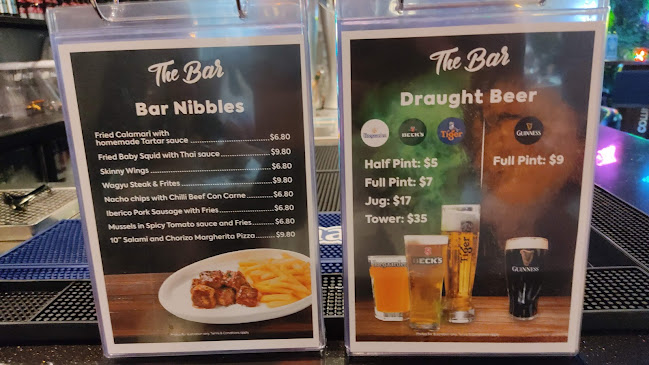 The Bar
Bar Nibbles
Fried Calamari with
homemade Tartar sauce $6.80
Fried Baby Squid with Thai sauce $9.80
Skinny Wings $6.80
Wagyu Steak & Frites $9.80
Nacho chips with Chilli Beef Con Carne $6.80
Iberico Park Sausage with Fries $6.80
Mussels in Spicy Tomato sauce and Fries $6.80
10" Salami and Chorizo Margherita Pizza $9.80
The Bar
Draught Beer
BECK'S
Tiger
GUINNESS
Half Pint: $5
Full Pint: $7
Jug: $17
Tower: $35
Full Pint: $9
BECK'S
Tiger
GUINNESS